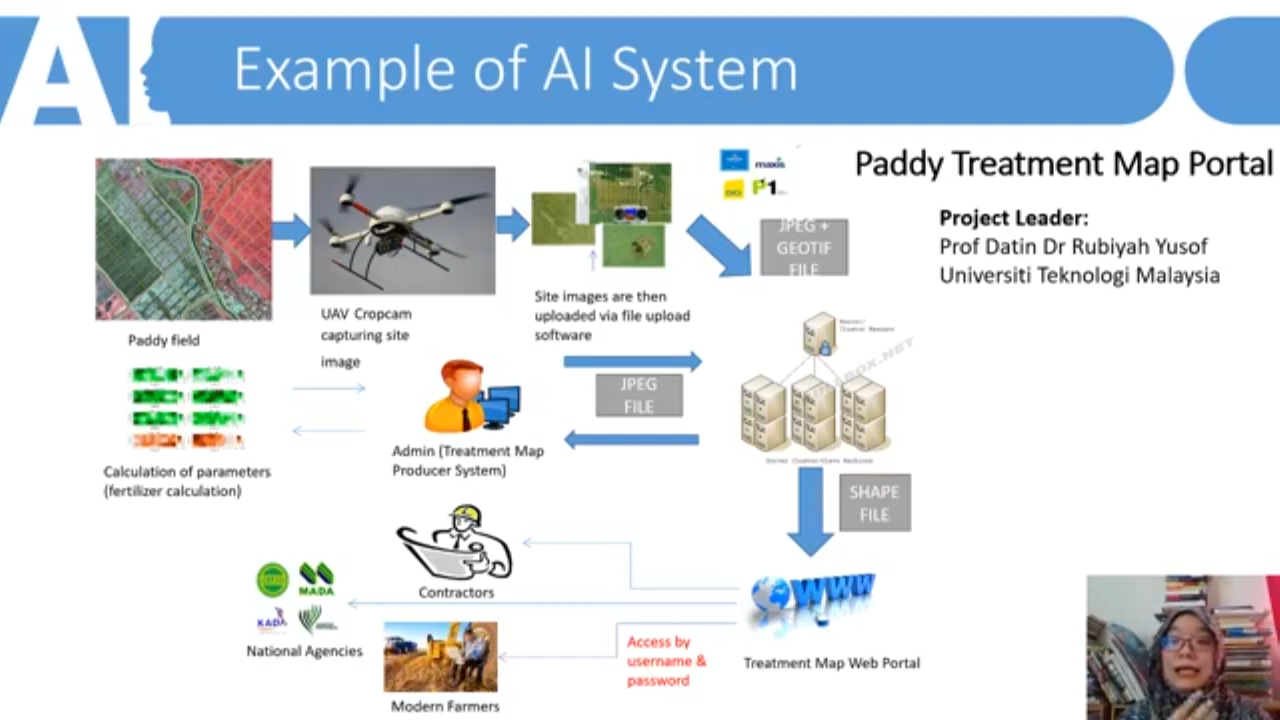 AI
Example of AI System
Paddy Treatment Map Portal
Project Leader:
Prof Datin Dr Rubiyah Yusof
Universiti Teknologi Malaysia
maxis
P1
JPEG +
GEOTIF
FILE
Paddy field
UAV Cropcam
capturing site
image
Site images are then
uploaded via file upload
software
JPEG
FILE
Admin (Treatment Map
Producer System)
Calculation of parameters
(fertilizer calculation)
SHAPE
FILE
Contractors
MADA
KADA
National Agencies
www
Treatment Map Web Portal
Access by
username &
password
Modern Farmers